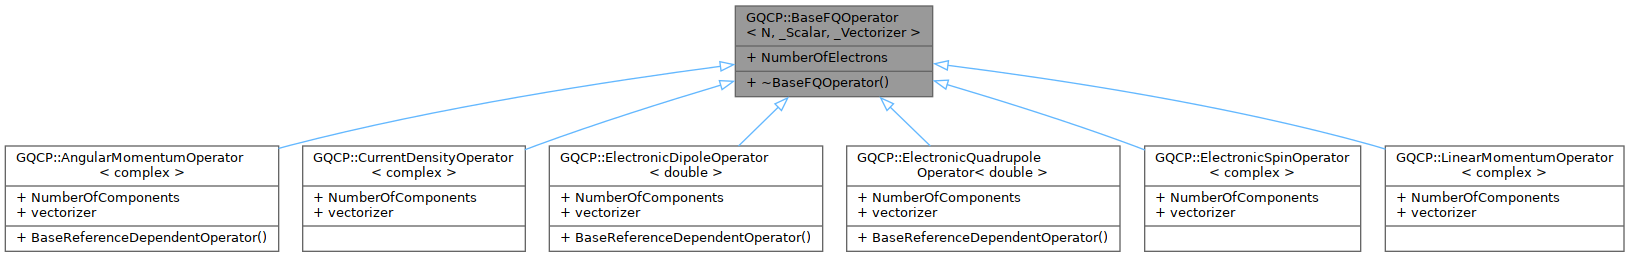 GQCP::BaseFQOperator
< N, _Scalar, _Vectorizer >
+ NumberOfElectrons
+ ~BaseFQOperator()
GQCP::AngularMomentumOperator
< complex >
+ NumberOfComponents
+ vectorizer
+ BaseReferenceDependentOperator()
GQCP::CurrentDensityOperator
< complex >
+ NumberOfComponents
+ vectorizer
GQCP::ElectronicDipoleOperator
< double >
+ NumberOfComponents
+ vectorizer
+ BaseReferenceDependentOperator()
GQCP::ElectronicQuadrupole
Operator< double >
+ NumberOfComponents
+ vectorizer
+ BaseReferenceDependentOperator()
GQCP::ElectronicSpinOperator
< complex >
+ NumberOfComponents
+ vectorizer
GQCP::LinearMomentumOperator
< complex >
+ NumberOfComponents
+ vectorizer